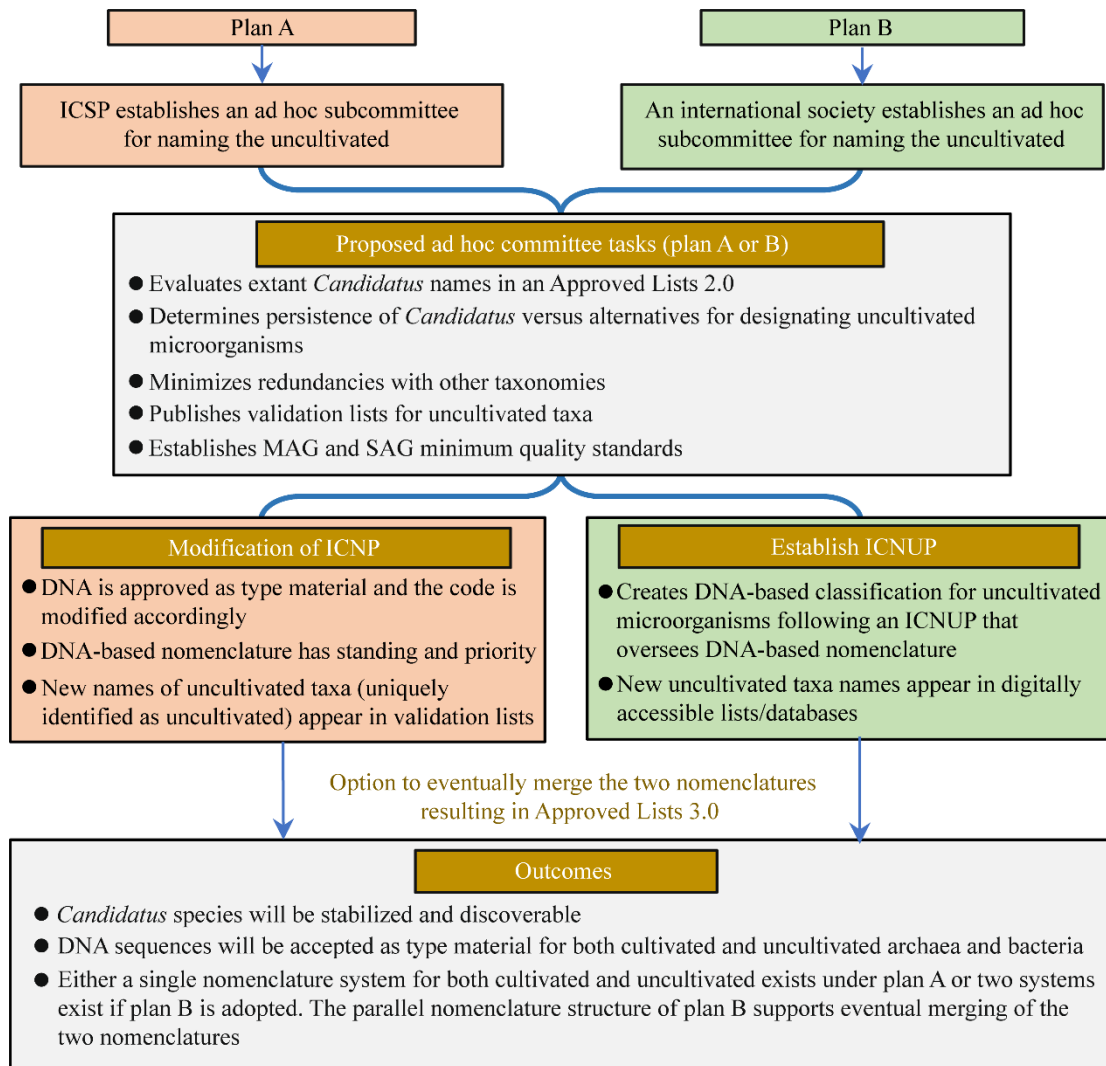 Plan A
Plan B
ICSP establishes an ad hoc subcommittee
for naming the uncultivated
An international society establishes an ad hoc
subcommittee for naming the uncultivated
Proposed ad hoc committee tasks (plan A or B)
● Evaluates extant Candidatus names in an Approved Lists 2.0
● Determines persistence of Candidatus versus alternatives for designating uncultivated
microorganisms
● Minimizes redundancies with other taxonomies
● Publishes validation lists for uncultivated taxa
● Establishes MAG and SAG minimum quality standards
Modification of ICNP
● DNA is approved as type material and the code is
modified accordingly
● DNA-based nomenclature has standing and priority
● New names of uncultivated taxa (uniquely
identified as uncultivated) appear in validation lists
Establish ICNUP
● Creates DNA-based classification for uncultivated
microorganisms following an ICNUP that
oversees DNA-based nomenclature
● New uncultivated taxa names appear in digitally
accessible lists/databases
Option to eventually merge the two nomenclatures
resulting in Approved Lists 3.0
Outcomes
● Candidatus species will be stabilized and discoverable
● DNA sequences will be accepted as type material for both cultivated and uncultivated archaea and bacteria
● Either a single nomenclature system for both cultivated and uncultivated exists under plan A or two systems
exist if plan B is adopted. The parallel nomenclature structure of plan B supports eventual merging of the
two nomenclatures